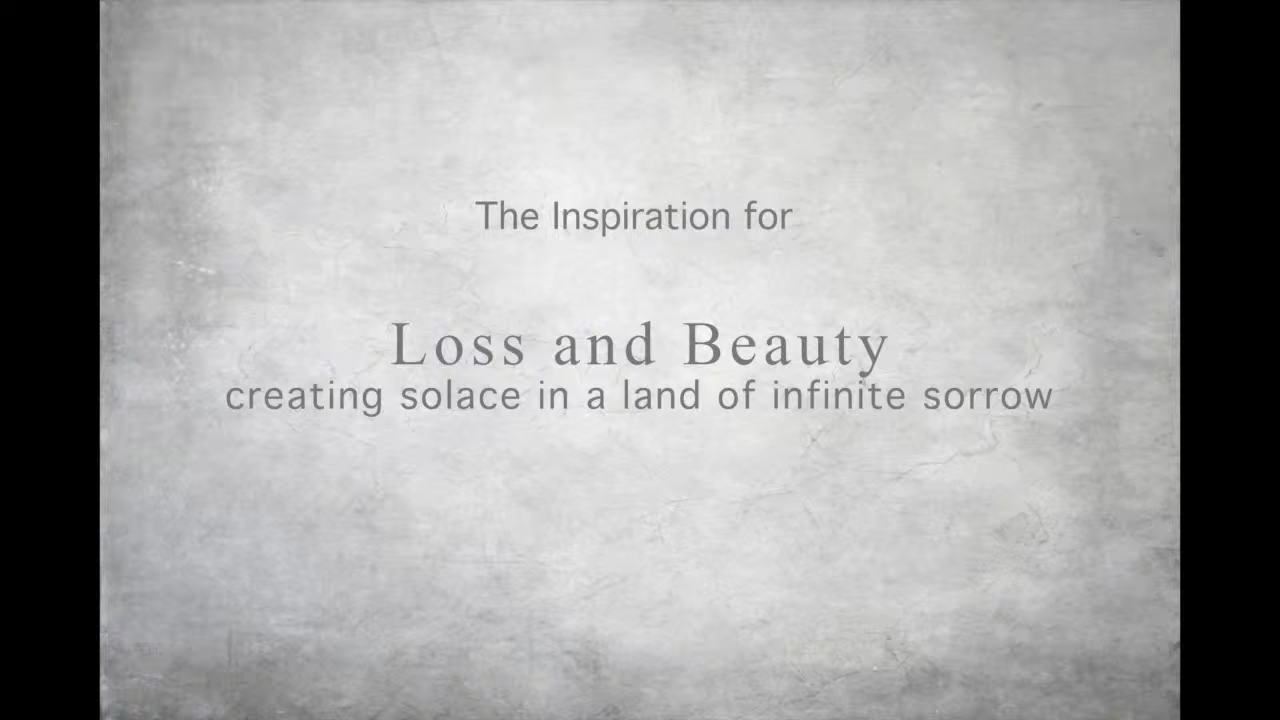 The Inspiration for
Loss and Beauty
creating solace in a land of infinite sorrow